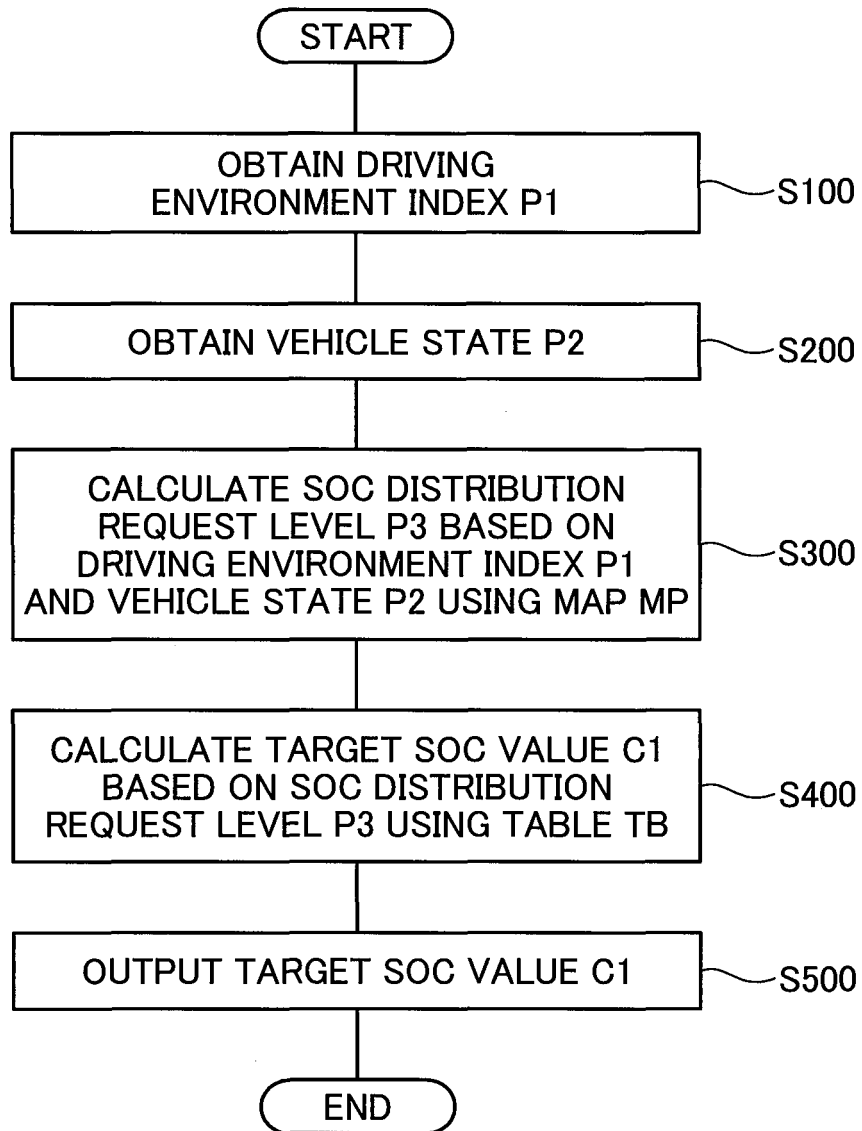 START
OBTAIN DRIVING
ENVIRONMENT INDEX P1
S100
OBTAIN VEHICLE STATE P2
S200
CALCULATE SOC DISTRIBUTION
REQUEST LEVEL P3 BASED ON
DRIVING ENVIRONMENT INDEX P1
AND VEHICLE STATE P2 USING MAP MP
S300
CALCULATE TARGET SOC VALUE C1
BASED ON SOC DISTRIBUTION
REQUEST LEVEL P3 USING TABLE TB
S400
OUTPUT TARGET SOC VALUE C1
S500
END